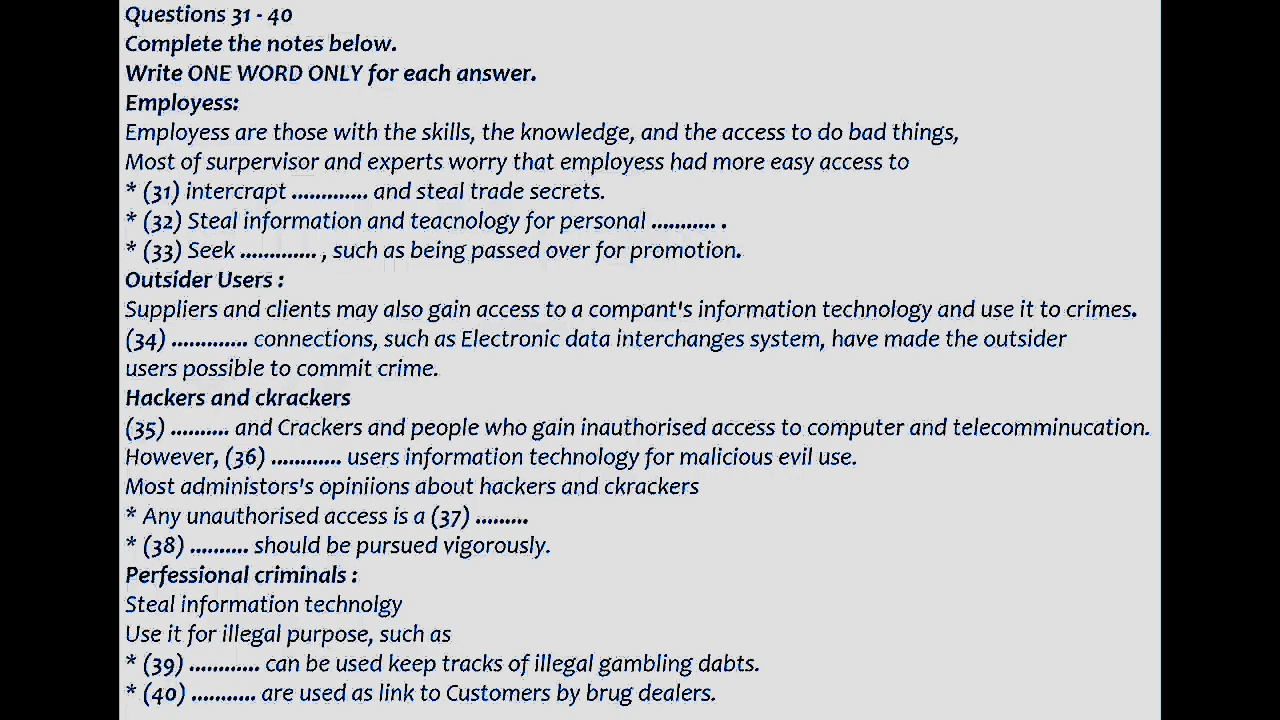 Questions 31 - 40
Complete the notes below.
Write ONE WORD ONLY for each answer.
Employess:
Employess are those with the skills, the knowledge, and the access to do bad things,
Most of surpervisor and experts worry that employess had more easy access to
* (31) intercrapt ............. and steal trade secrets.
* (32) Steal information and teacnology for personal ........... .
* (33) Seek ............. , such as being passed over for promotion.
Outsider Users :
Suppliers and clients may also gain access to a compant's information technology and use it to crimes.
(34) ............. connections, such as Electronic data interchanges system, have made the outsider
users possible to commit crime.
Hackers and ckrackers
(35) .......... and Crackers and people who gain inauthorised access to computer and telecomminucation.
However, (36) ............ users information technology for malicious evil use.
Most administors's opiniions about hackers and ckrackers
* Any unauthorised access is a (37) .........
* (38) .......... should be pursued vigorously.
Perfessional criminals :
Steal information technolgy
Use it for illegal purpose, such as
* (39) ............ can be used keep tracks of illegal gambling dabts.
* (40) ........... are used as link to Customers by brug dealers.